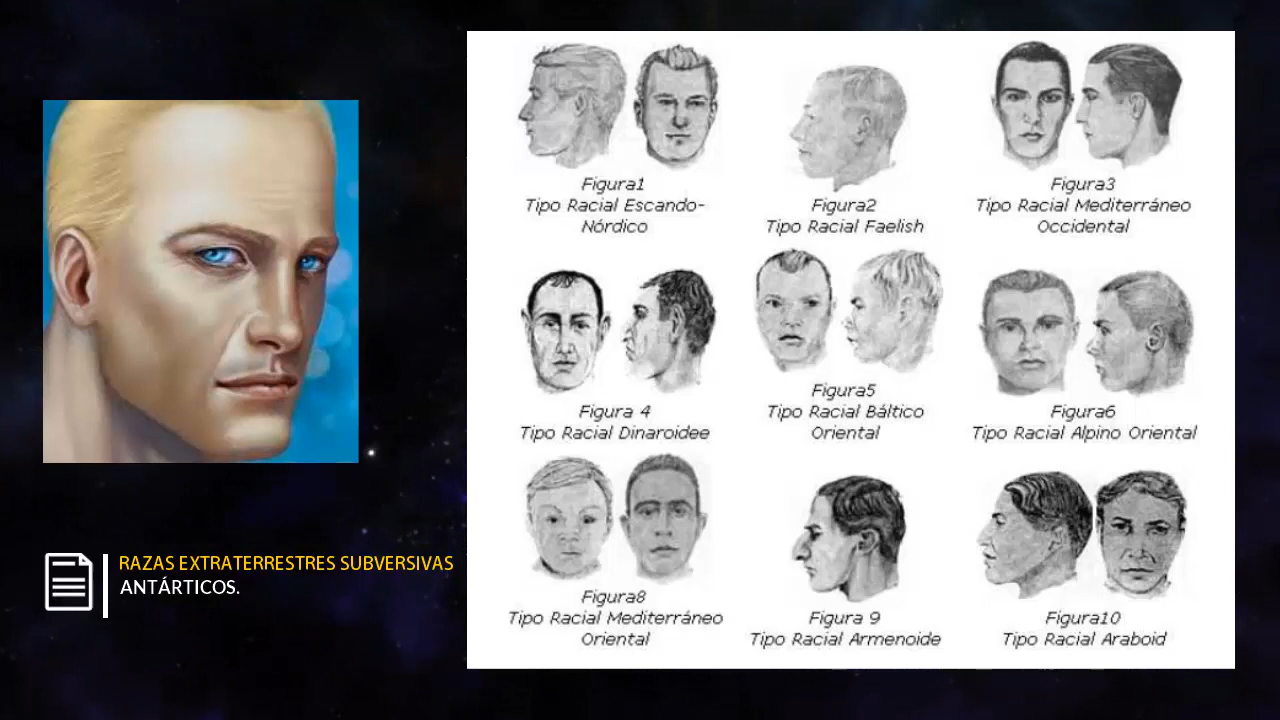 Figura1
Tipo Racial Escando-
Nórdico
Figura2
Tipo Racial Faelish
Figura3
Tipo Racial Mediterráneo
Occidental
Figura 4
Tipo Racial Dinaroidee
Figura5
Tipo Racial Báltico
Oriental
Figura6
Tipo Racial Alpino Oriental
Figura8
Tipo Racial Mediterráneo
Oriental
Figura 9
Tipo Racial Armenoide
Figura10
Tipo Racial Araboid
RAZAS EXTRATERRESTRES SUBVERSIVAS
ANTÁRTICOS.